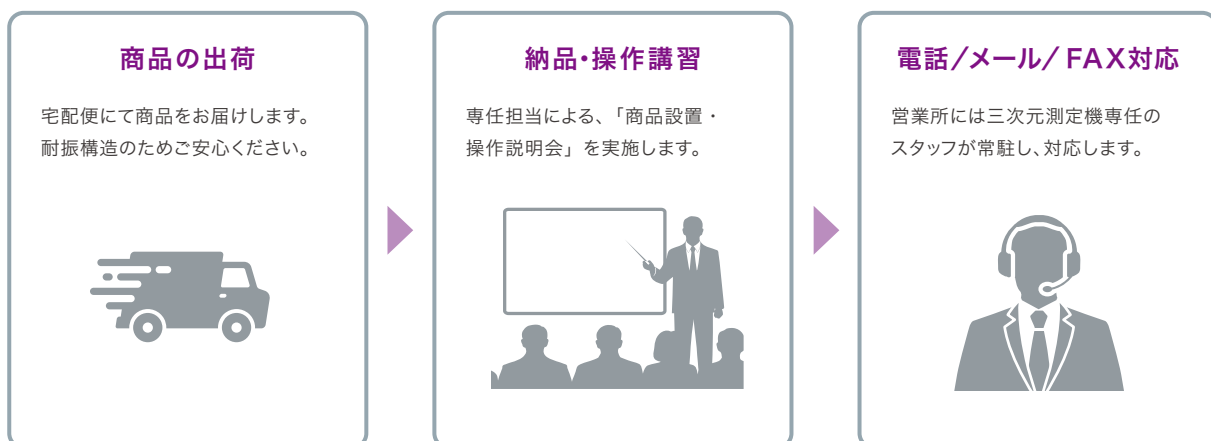 商品の出荷
宅配便にて商品をお届けします。
耐振構造のためご安心ください。
納品・操作講習
専任担当による、「商品設置・
操作説明会」を実施します。
電話/メール/FAX対応
営業所には三次元測定機専任の
スタッフが常駐し、対応します。